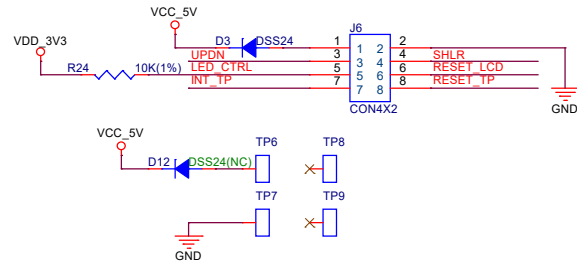 VCC_5V
J6
VDD_3V3
D3
DSS24
1
1
2
2
UPDN
3
3
4
4
SHLR
R24
10K(1%)
LED_CTRL
5
5
6
6
RESET_LCD
INT_TP
7
7
8
8
RESET_TP
CON4X2
GND
VCC_5V
TP6
TP8
D12
DSS24(NC)
TP7
TP9
GND